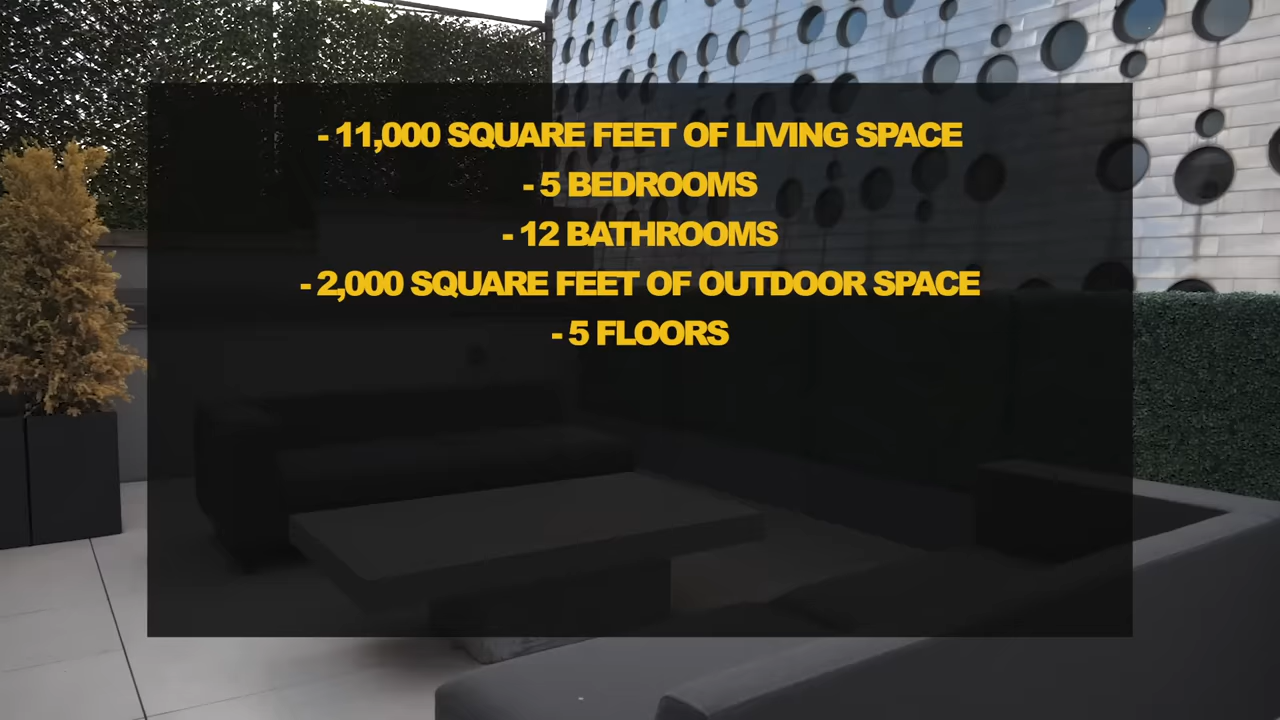 - 11,000 SQUARE FEET OF LIVING SPACE
- 5 BEDROOMS
- 12 BATHROOMS
- 2,000 SQUARE FEET OF OUTDOOR SPACE
- 5 FLOORS